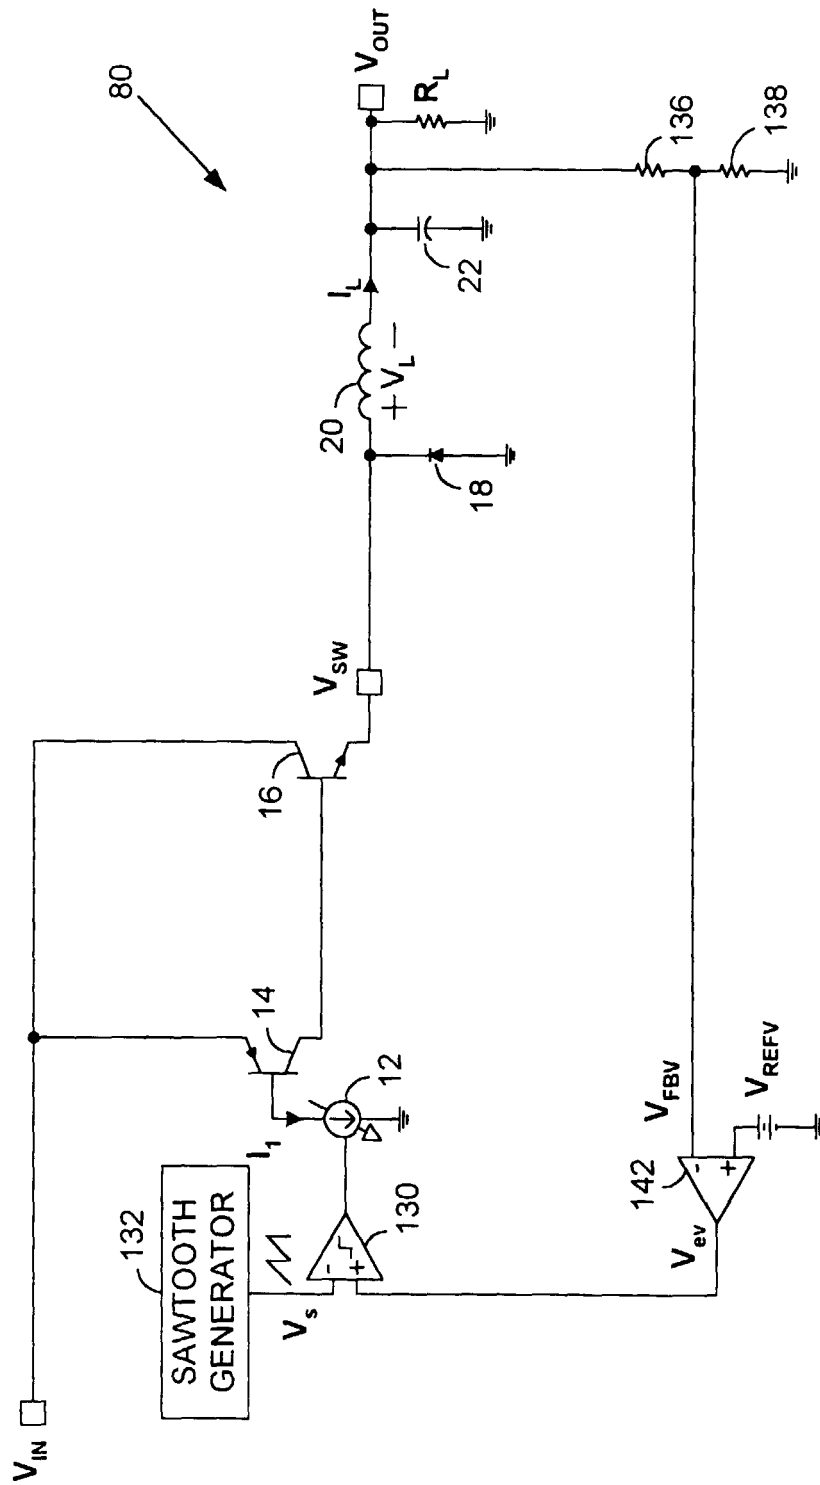 80
V_IN
132
SAWTOOTH
GENERATOR
V_s
-
+
130
I_1
12
14
16
V_SW
20
+ V_L −
I_L
18
22
V_OUT
R_L
136
138
V_FBV
142
-
+
V_ev
V_REFV